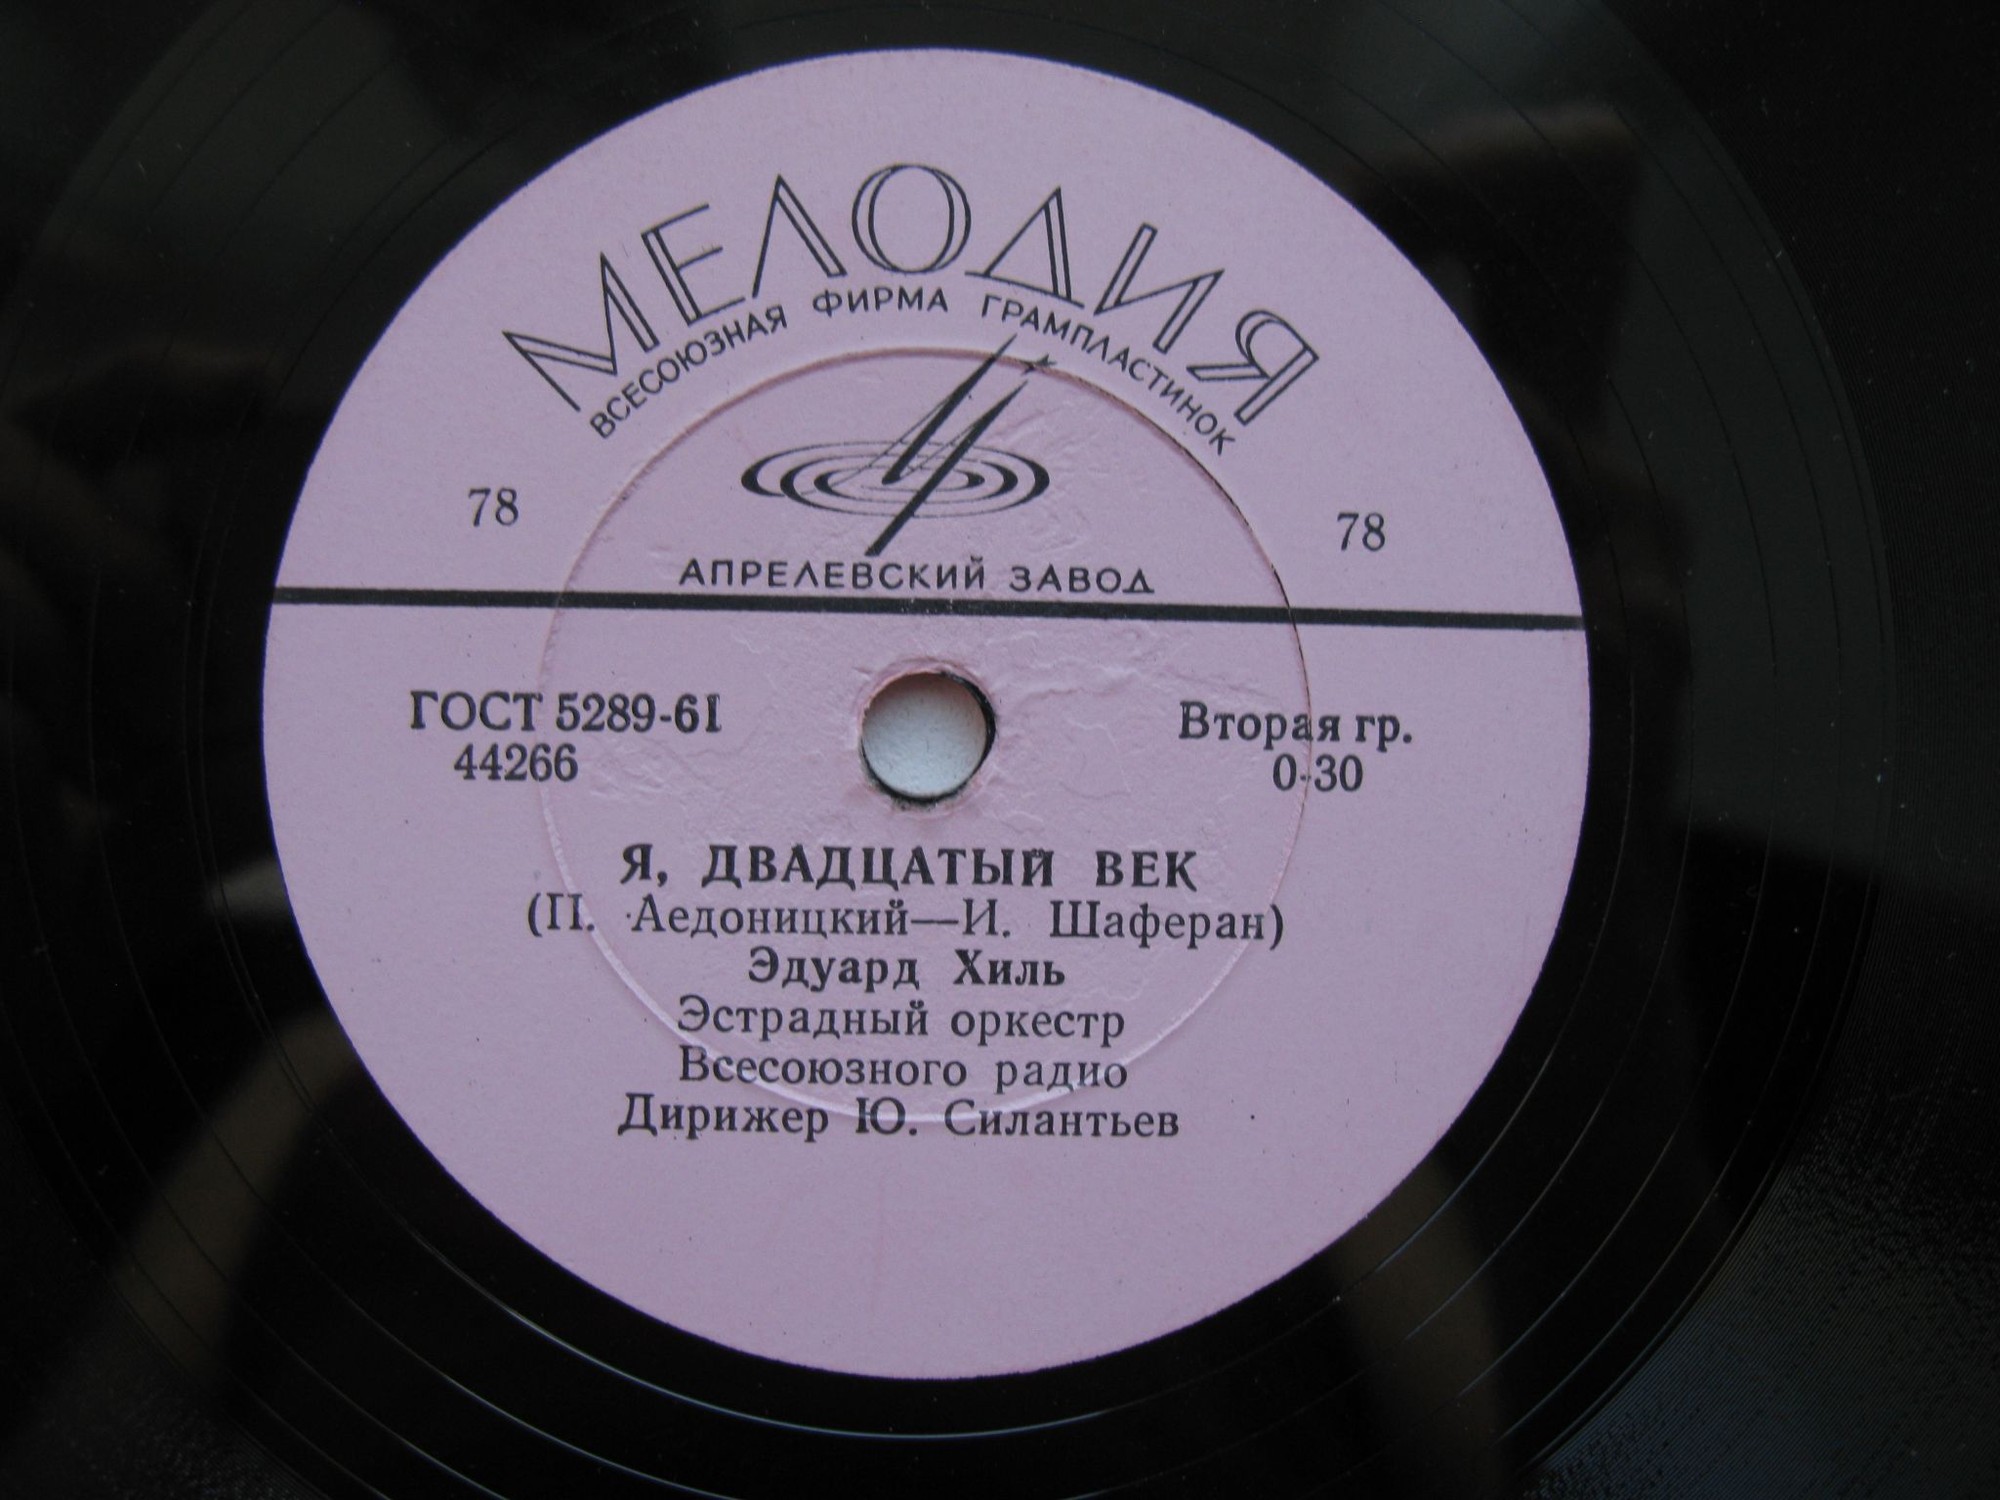 МЕЛОДИЯ
ВСЕСОЮЗНАЯ ФИРМА ГРАМПЛАСТИНОК
78 78
АПРЕЛЕВСКИЙ ЗАВОД
ГОСТ 5289-61 Вторая гр.
44266 0-30
Я, ДВАДЦАТЫЙ ВЕК
(П. Аедоницкий—И. Шаферан)
Эдуард Хиль
Эстрадный оркестр
Всесоюзного радио
Дирижер Ю. Силантьев